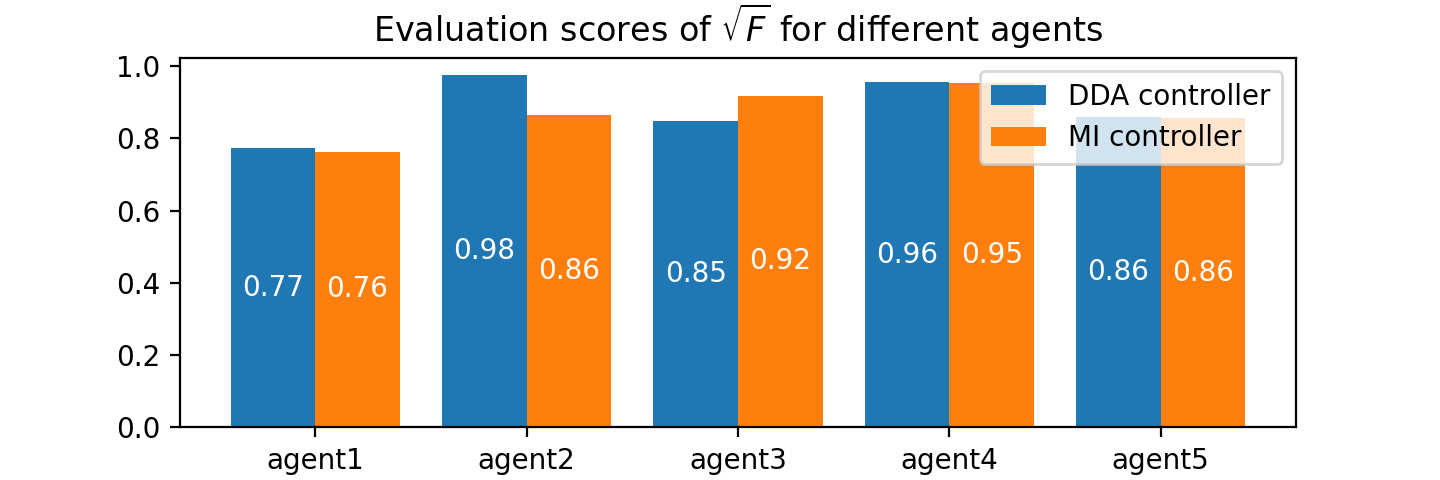 Evaluation scores of √F for different agents
1.0
0.8
0.6
0.4
0.2
0.0
DDA controller
MI controller
0.77
0.76
0.98
0.86
0.85
0.92
0.96
0.95
0.86
0.86
agent1
agent2
agent3
agent4
agent5